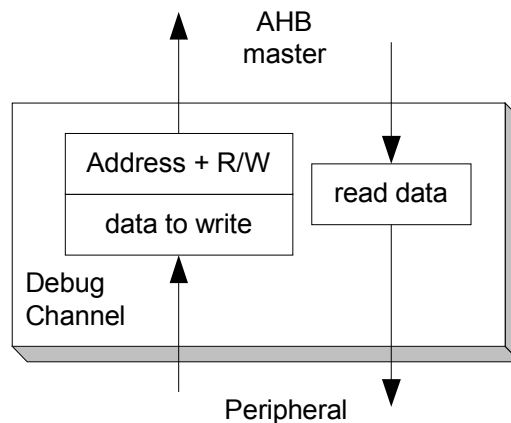 AHB
master
Address + R/W
data to write
read data
Debug
Channel
Peripheral